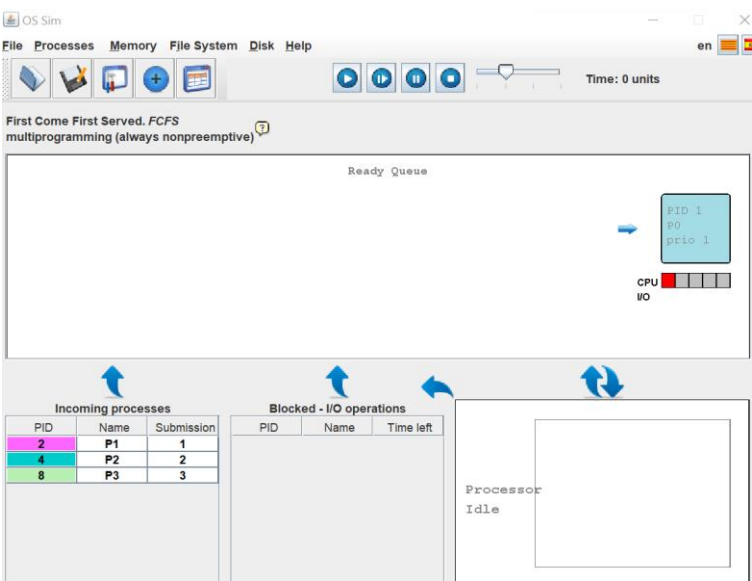 OS Sim
File Processes Memory File System Disk Help
en
Time: 0 units
First Come First Served. FCFS
multiprogramming (always nonpreemptive)
?
Ready Queue
PID 1
P0
prio 1
CPU
I/O
Incoming processes
PID Name Submission
2 P1 1
4 P2 2
8 P3 3
Blocked - I/O operations
PID Name Time left
Processor
Idle